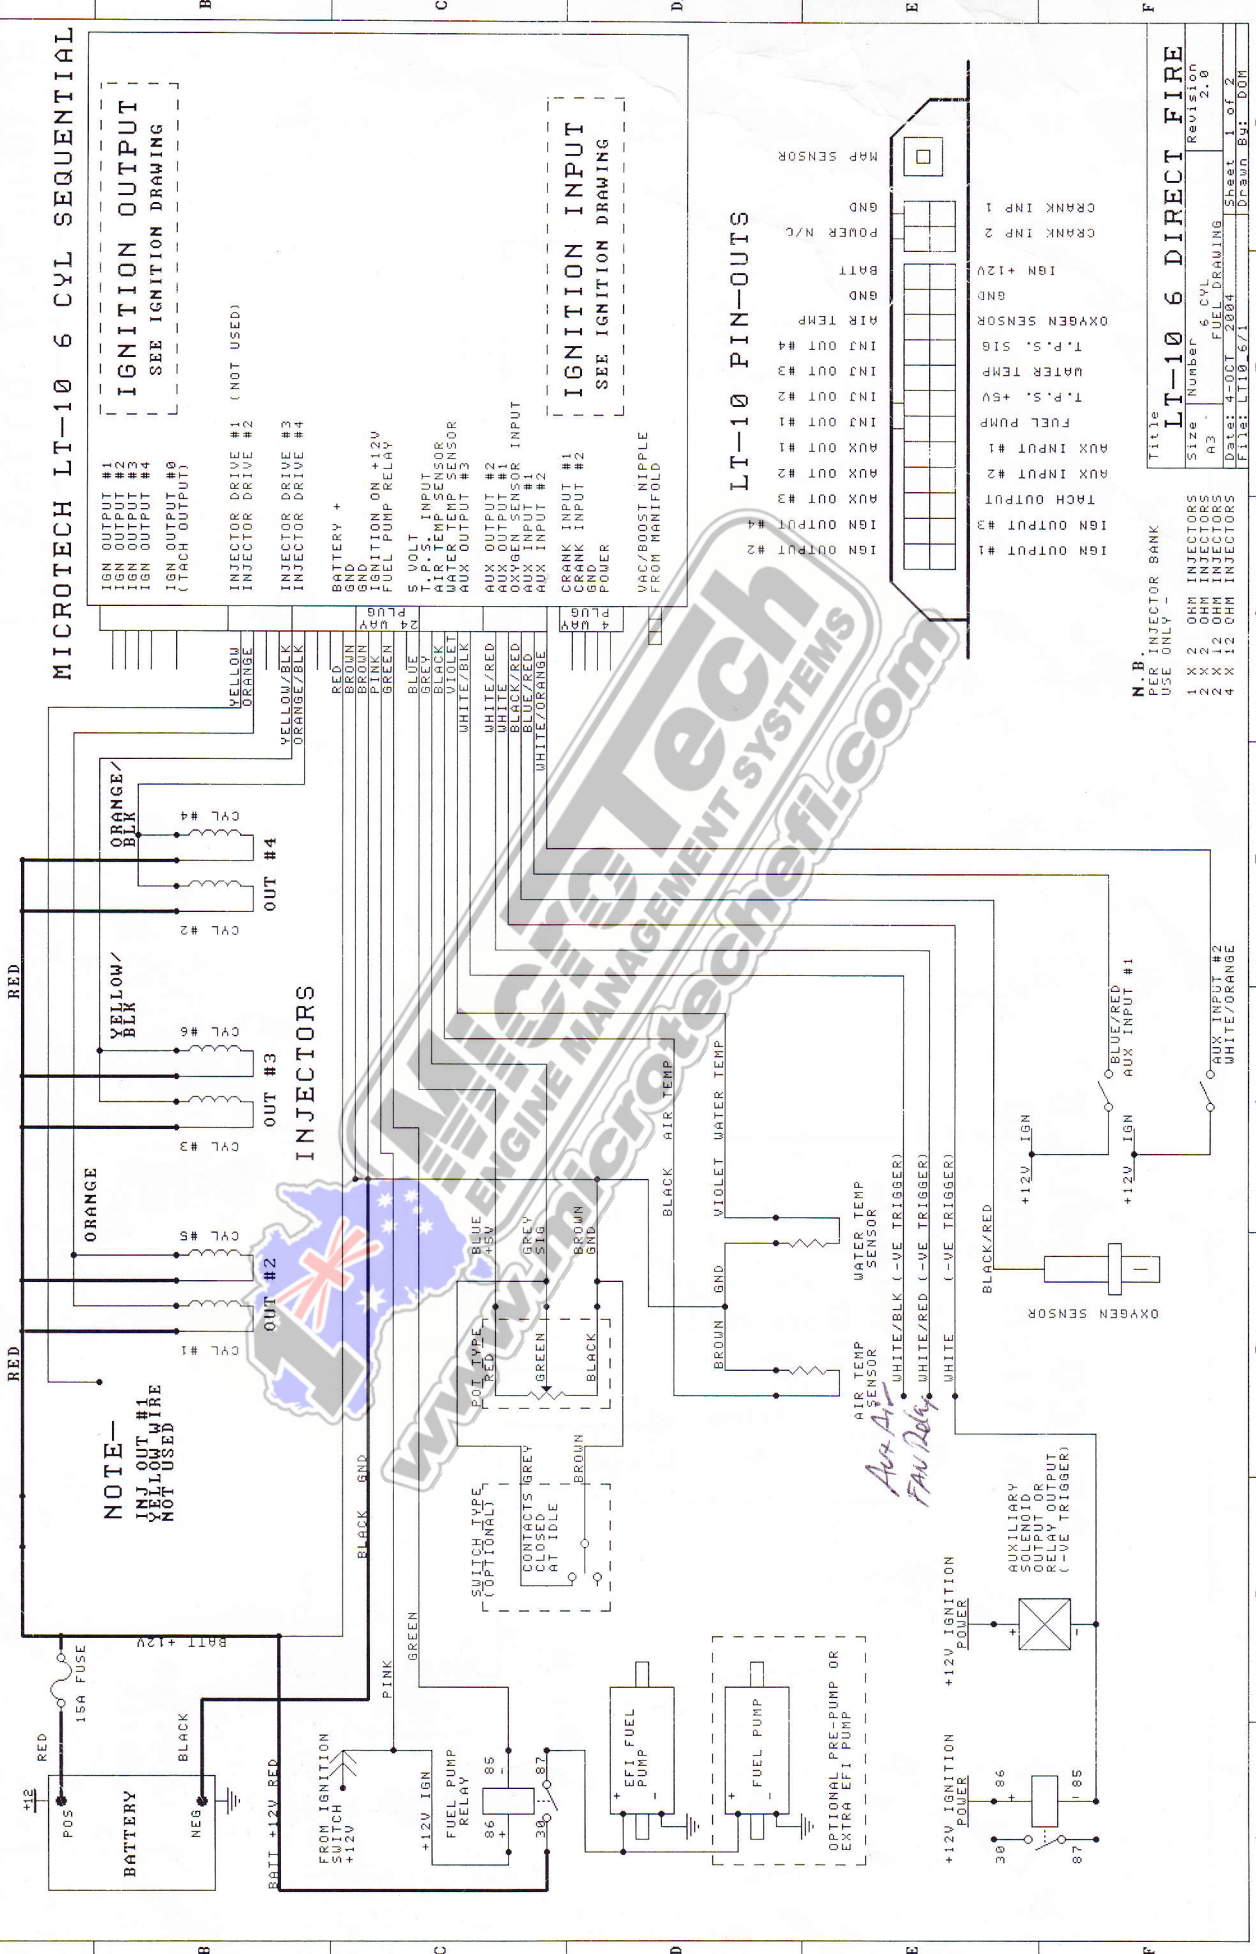 MICROTECH LT-10 6 CYL SEQUENTIAL
IGNITION OUTPUT
SEE IGNITION DRAWING
IGN OUTPUT #1
IGN OUTPUT #2
IGN OUTPUT #3
IGN OUTPUT #4
IGN OUTPUT #0
(TACH OUTPUT)
INJECTOR DRIVE #1 (NOT USED)
INJECTOR DRIVE #2
INJECTOR DRIVE #3
INJECTOR DRIVE #4
BATTERY +
GND
GND
IGNITION ON +12V
FUEL PUMP RELAY
5 VOLT
T.P.S. INPUT
AIR TEMP SENSOR
WATER TEMP SENSOR
AUX OUTPUT #3
AUX OUTPUT #2
AUX OUTPUT #1
OXYGEN SENSOR INPUT
AUX INPUT #1
AUX INPUT #2
IGNITION INPUT
SEE IGNITION DRAWING
CRANK INPUT #1
CRANK INPUT #2
GND
POWER
VAC/BOOST NIPPLE
FROM MANIFOLD
24 WAY
PLUG
4 WAY
PLUG
YELLOW
ORANGE
YELLOW/BLK
ORANGE/BLK
RED
BROWN
BROWN
PINK
GREEN
BLUE
GREY
BLACK
VIOLET
WHITE/BLK
WHITE/RED
WHITE
BLACK/RED
BLUE/RED
WHITE/ORANGE
LT-10 PIN-OUTS
MAP SENSOR
GND
POWER N/C
BATT
GND
AIR TEMP
INJ OUT #4
INJ OUT #3
INJ OUT #2
INJ OUT #1
AUX OUT #1
AUX OUT #2
AUX OUT #3
IGN OUTPUT #4
IGN OUTPUT #2
CRANK INP 1
CRANK INP 2
IGN +12V
GND
OXYGEN SENSOR
T.P.S. SIG
WATER TEMP
T.P.S. +5V
FUEL PUMP
AUX INPUT #1
AUX INPUT #2
TACH OUTPUT
IGN OUTPUT #3
IGN OUTPUT #1
N.B.
PER INJECTOR BANK
USE ONLY -
1 X 2 OHM INJECTORS
2 X 2 OHM INJECTORS
2 X 12 OHM INJECTORS
4 X 12 OHM INJECTORS
Title
LT-10 6 DIRECT FIRE
Size
A3
Number 6 CYL
FUEL DRAWING
Revision
2.0
Date: 4-OCT 2004
Sheet 1 of 2
File: LT10_6/1
Drawn By: DOM
RED
RED
ORANGE/
BLK
CYL #4
OUT #4
CYL #2
YELLOW/
BLK
CYL #6
OUT #3
CYL #3
ORANGE
CYL #5
OUT #2
CYL #1
INJECTORS
NOTE-
INJ OUT #1
YELLOW WIRE
NOT USED
BATTERY
+12
POS
NEG
RED
BLACK
15A FUSE
BATT +12V
BATT +12V RED
BLACK GND
PINK
GREEN
FROM IGNITION
SWITCH
+12V
+12V IGN
FUEL PUMP
RELAY
86 + 85 -
30 87
EFI FUEL
PUMP
+ -
FUEL PUMP
+ -
OPTIONAL PRE-PUMP OR
EXTRA EFI PUMP
SWITCH TYPE
(OPTIONAL)
CONTACTS
CLOSED
AT IDLE
GREY
BROWN
POT TYPE
RED
GREEN
BLACK
BLUE
+5V
GREY
SIG
BROWN
GND
BLACK AIR TEMP
VIOLET WATER TEMP
BROWN GND
AIR TEMP
SENSOR
WATER TEMP
SENSOR
Aux Air
FAN Relay
WHITE/BLK (-VE TRIGGER)
WHITE/RED (-VE TRIGGER)
WHITE (-VE TRIGGER)
BLACK/RED
OXYGEN SENSOR
+12V IGN
+12V IGN
BLUE/RED
AUX INPUT #1
AUX INPUT #2
WHITE/ORANGE
+12V IGNITION
POWER
+ -
AUXILIARY
SOLENOID
OUTPUT OR
RELAY OUTPUT
(-VE TRIGGER)
+12V IGNITION
POWER
30 86 +
87 -85
MicroTech
ENGINE MANAGEMENT SYSTEMS
www.microtechefi.com
1
B
C
D
E
F
B
C
D
E
F